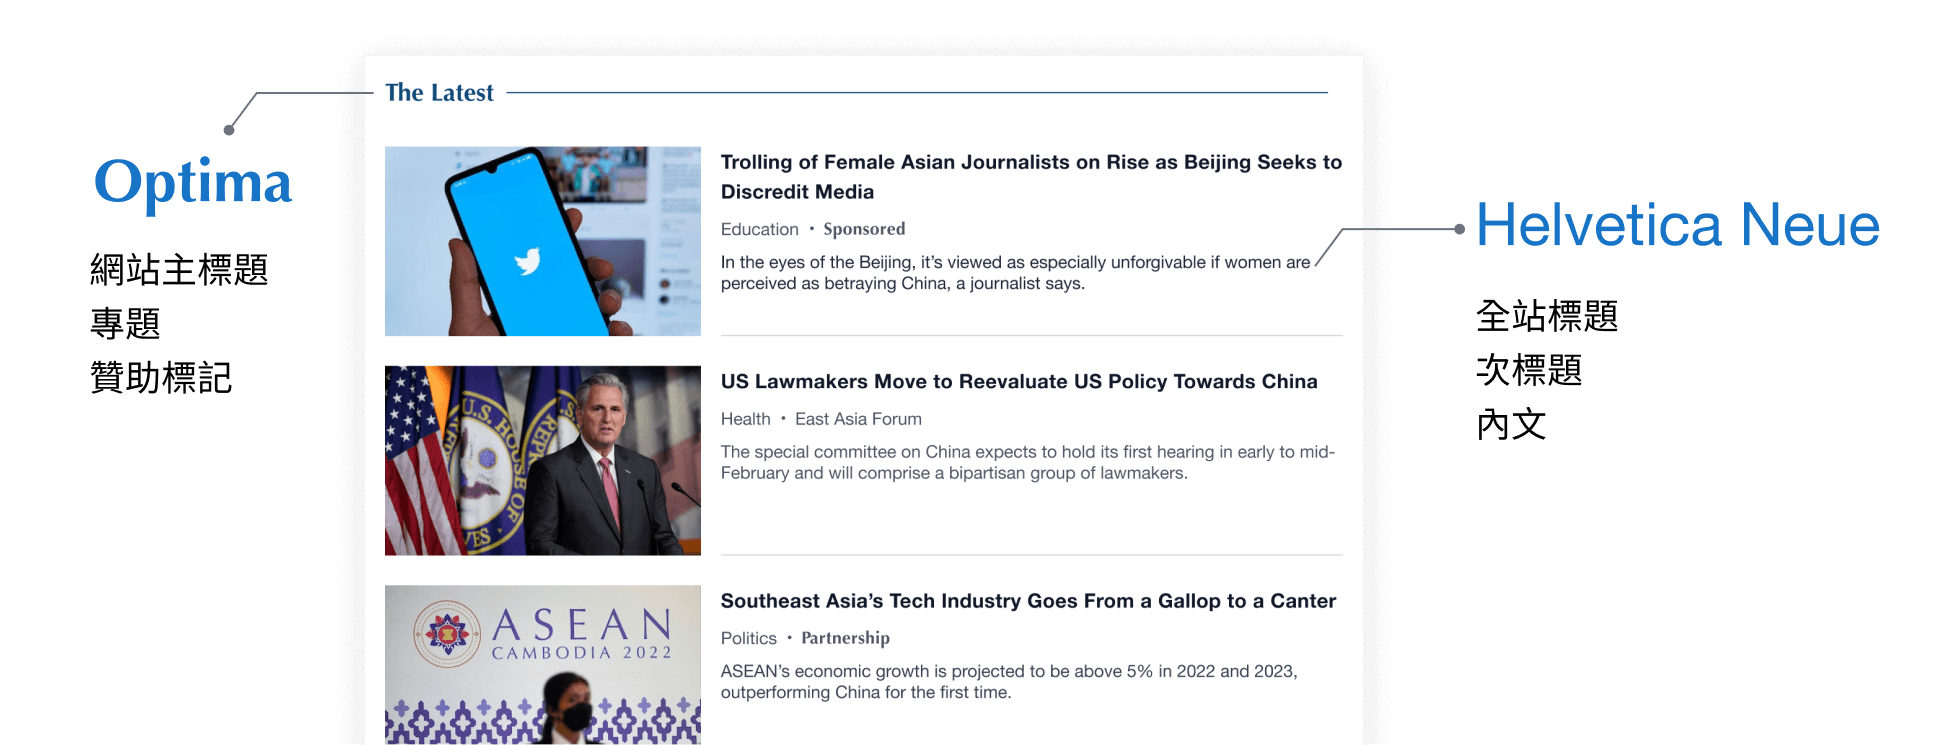 The Latest
Optima
網站主標題
專題
贊助標記
Trolling of Female Asian Journalists on Rise as Beijing Seeks to
Discredit Media
Education • Sponsored
In the eyes of the Beijing, it’s viewed as especially unforgivable if women are
perceived as betraying China, a journalist says.
Helvetica Neue
全站標題
次標題
內文
U.S. HOUSE OF
REPRE
VES
US Lawmakers Move to Reevaluate US Policy Towards China
Health • East Asia Forum
The special committee on China expects to hold its first hearing in early to mid-
February and will comprise a bipartisan group of lawmakers.
ASEAN
CAMBODIA 2022
Southeast Asia’s Tech Industry Goes From a Gallop to a Canter
Politics • Partnership
ASEAN’s economic growth is projected to be above 5% in 2022 and 2023,
outperforming China for the first time.